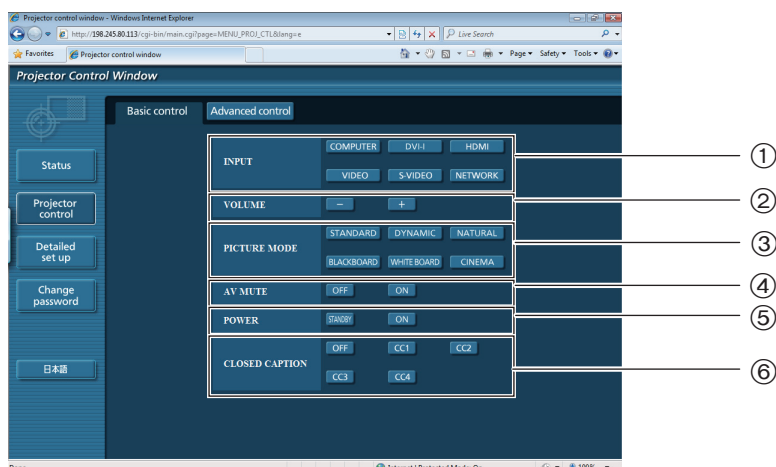 Projector control window - Windows Internet Explorer
http://198.245.80.113/cgi-bin/main.cgi?page=MENU_PROJ_CTL&lang=e
Live Search
Favorites
Projector control window
Page
Safety
Tools
Projector Control Window
Basic control
Advanced control
Status
Projector
control
Detailed
set up
Change
password
日本語
INPUT
COMPUTER DVI-I HDMI
VIDEO S-VIDEO NETWORK
①
VOLUME
- +
②
PICTURE MODE
STANDARD DYNAMIC NATURAL
BLACKBOARD WHITEBOARD CINEMA
③
AV MUTE
OFF ON
④
POWER
STANDBY ON
⑤
CLOSED CAPTION
OFF CC1 CC2
CC3 CC4
⑥